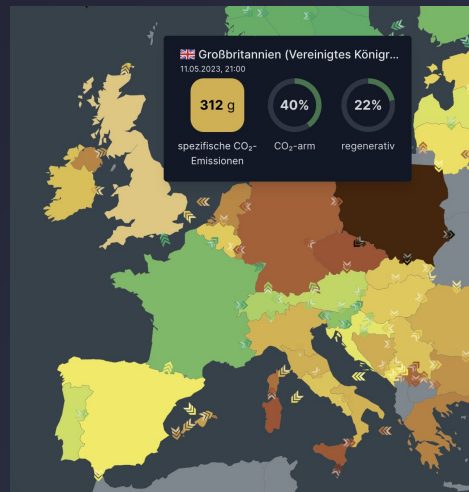 Großbritannien (Vereinigtes Königr...
11.05.2023, 21:00
312 g
40%
22%
spezifische CO₂-
Emissionen
CO₂-arm
regenerativ